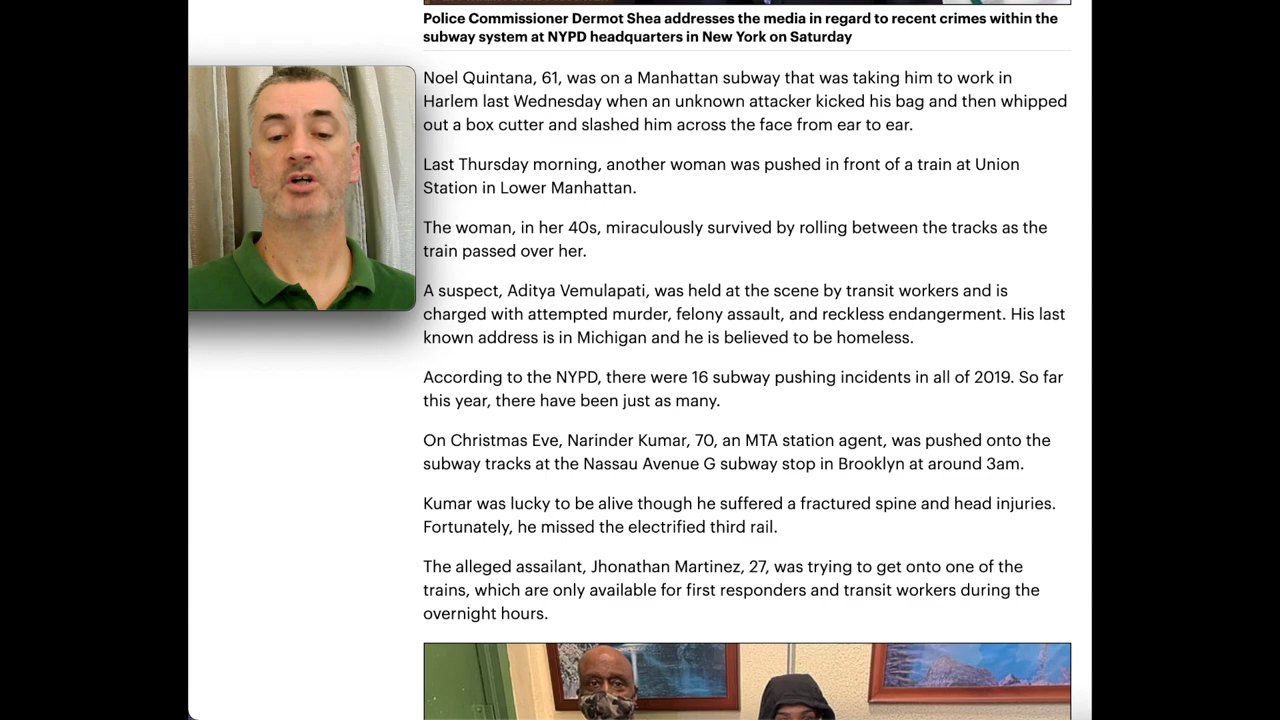 Police Commissioner Dermot Shea addresses the media in regard to recent crimes within the
subway system at NYPD headquarters in New York on Saturday
Noel Quintana, 61, was on a Manhattan subway that was taking him to work in
Harlem last Wednesday when an unknown attacker kicked his bag and then whipped
out a box cutter and slashed him across the face from ear to ear.
Last Thursday morning, another woman was pushed in front of a train at Union
Station in Lower Manhattan.
The woman, in her 40s, miraculously survived by rolling between the tracks as the
train passed over her.
A suspect, Aditya Vemulapati, was held at the scene by transit workers and is
charged with attempted murder, felony assault, and reckless endangerment. His last
known address is in Michigan and he is believed to be homeless.
According to the NYPD, there were 16 subway pushing incidents in all of 2019. So far
this year, there have been just as many.
On Christmas Eve, Narinder Kumar, 70, an MTA station agent, was pushed onto the
subway tracks at the Nassau Avenue G subway stop in Brooklyn at around 3am.
Kumar was lucky to be alive though he suffered a fractured spine and head injuries.
Fortunately, he missed the electrified third rail.
The alleged assailant, Jhonathan Martinez, 27, was trying to get onto one of the
trains, which are only available for first responders and transit workers during the
overnight hours.